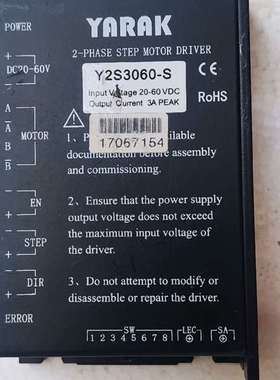 POWER
YARAK
2-PHASE STEP MOTOR DRIVER
+
DC20-60V
-
Y2S3060-S
Input Voltage 20-60 VDC
Output Current 3A PEAK
CE
RoHS
A
A
B
B
MOTOR
17067154
1、P
ailable
documentation before assembly
and commissioning.
+
EN
-
2、Ensure that the power supply
output voltage does not exceed
the maximum input voltage of
the driver.
+
STEP
-
+
DIR
-
3、Do not attempt to modify or
disassemble or repair the driver.
ERROR
SW
LEC
SA
1 2 3 4 5 6 7 8